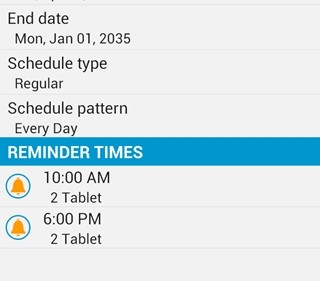 End date
Mon, Jan 01, 2035
Schedule type
Regular
Schedule pattern
Every Day
REMINDER TIMES
10:00 AM
2 Tablet
6:00 PM
2 Tablet